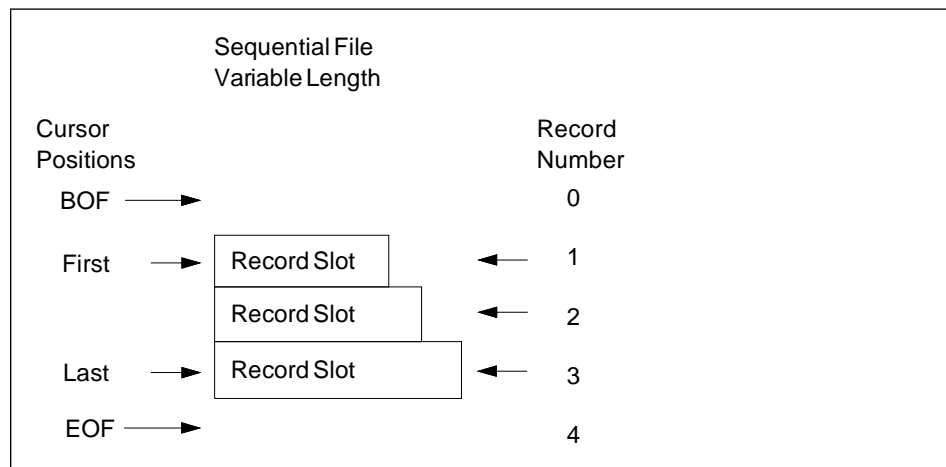 Sequential File
Variable Length
Cursor
Positions
Record
Number
BOF
0
First
Record Slot
1
Record Slot
2
Last
Record Slot
3
EOF
4